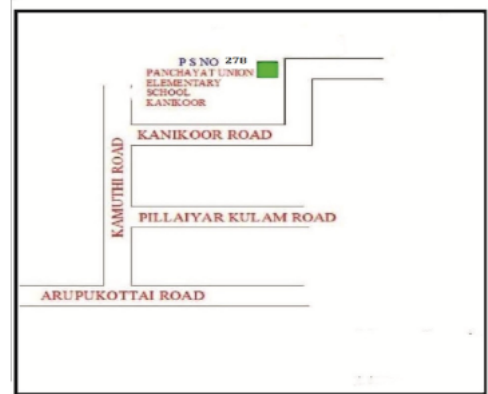 P S NO 278
PANCHAYAT UNION
ELEMENTARY
SCHOOL
KANIKOOR
KANIKOOR ROAD
KAMUTHI ROAD
PILLAIYAR KULAM ROAD
ARUPUKOTTAI ROAD